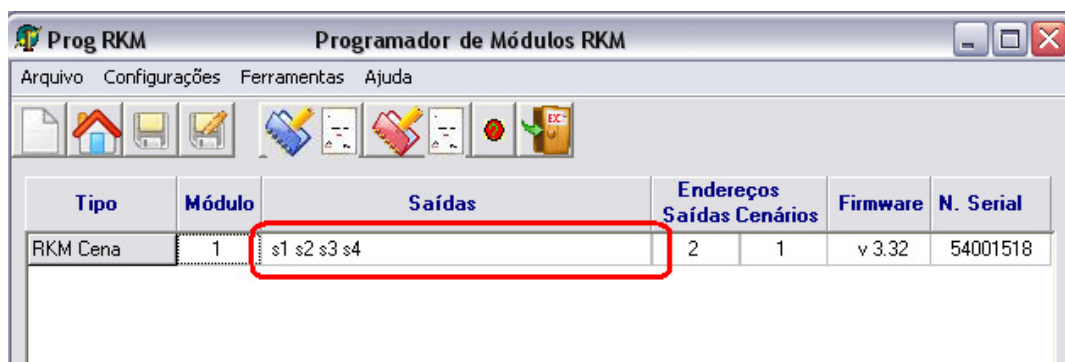 Prog RKM Programador de Módulos RKM
Arquivo Configurações Ferramentas Ajuda
EXIT
Tipo Módulo Saídas Endereços Saídas Cenários Firmware N. Serial
RKM Cena 1 s1 s2 s3 s4 2 1 v 3.32 54001518